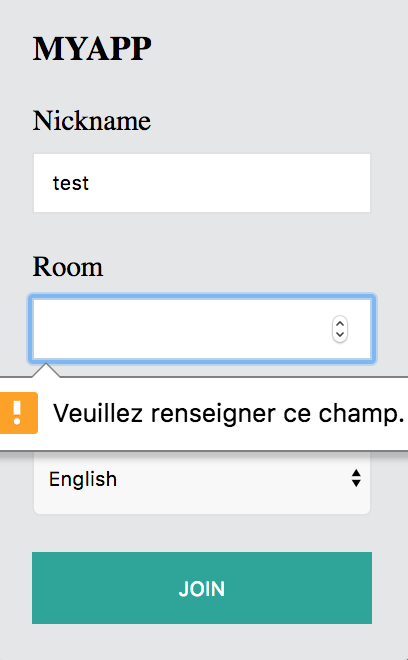 MYAPP
Nickname
test
Room
Veuillez renseigner ce champ.
English
JOIN